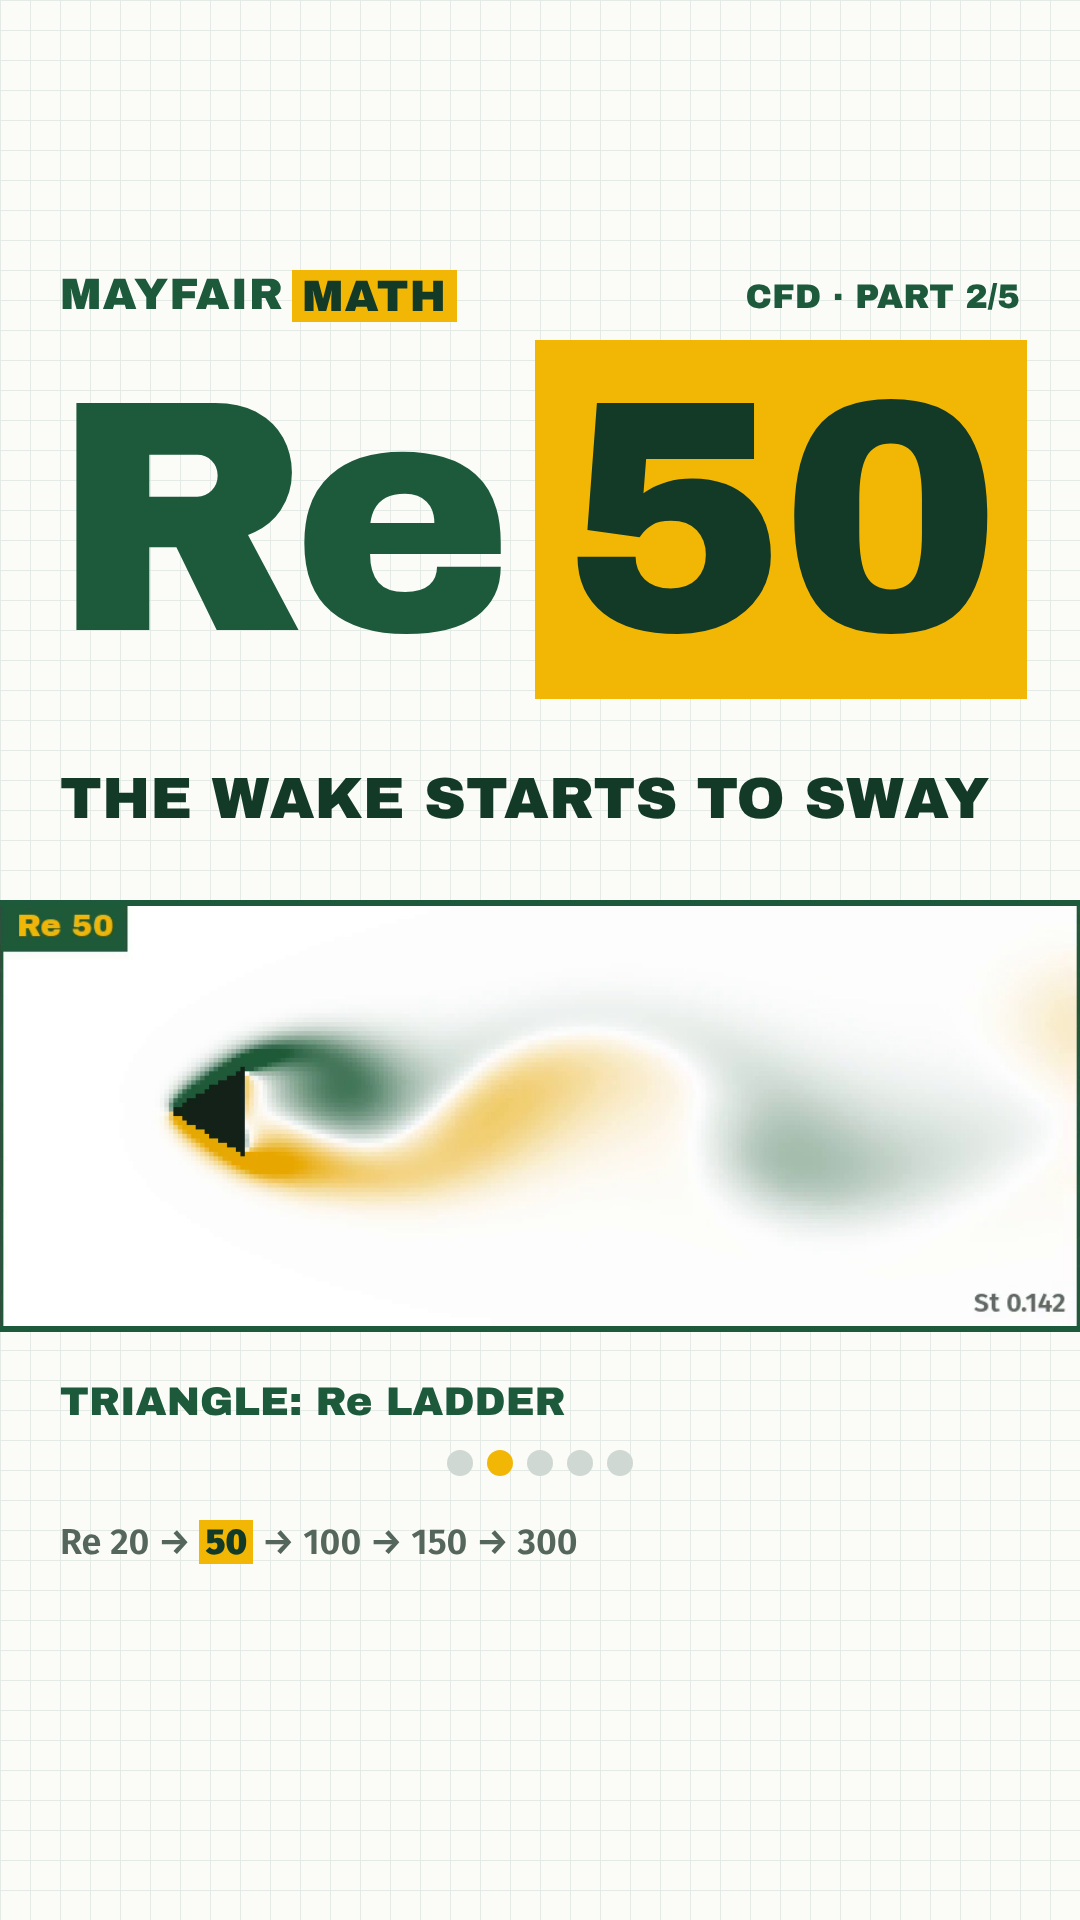 MAYFAIR MATH
CFD · PART 2/5
Re 50
THE WAKE STARTS TO SWAY
Re 50
St 0.142
TRIANGLE: Re LADDER
Re 20 → 50 → 100 → 150 → 300